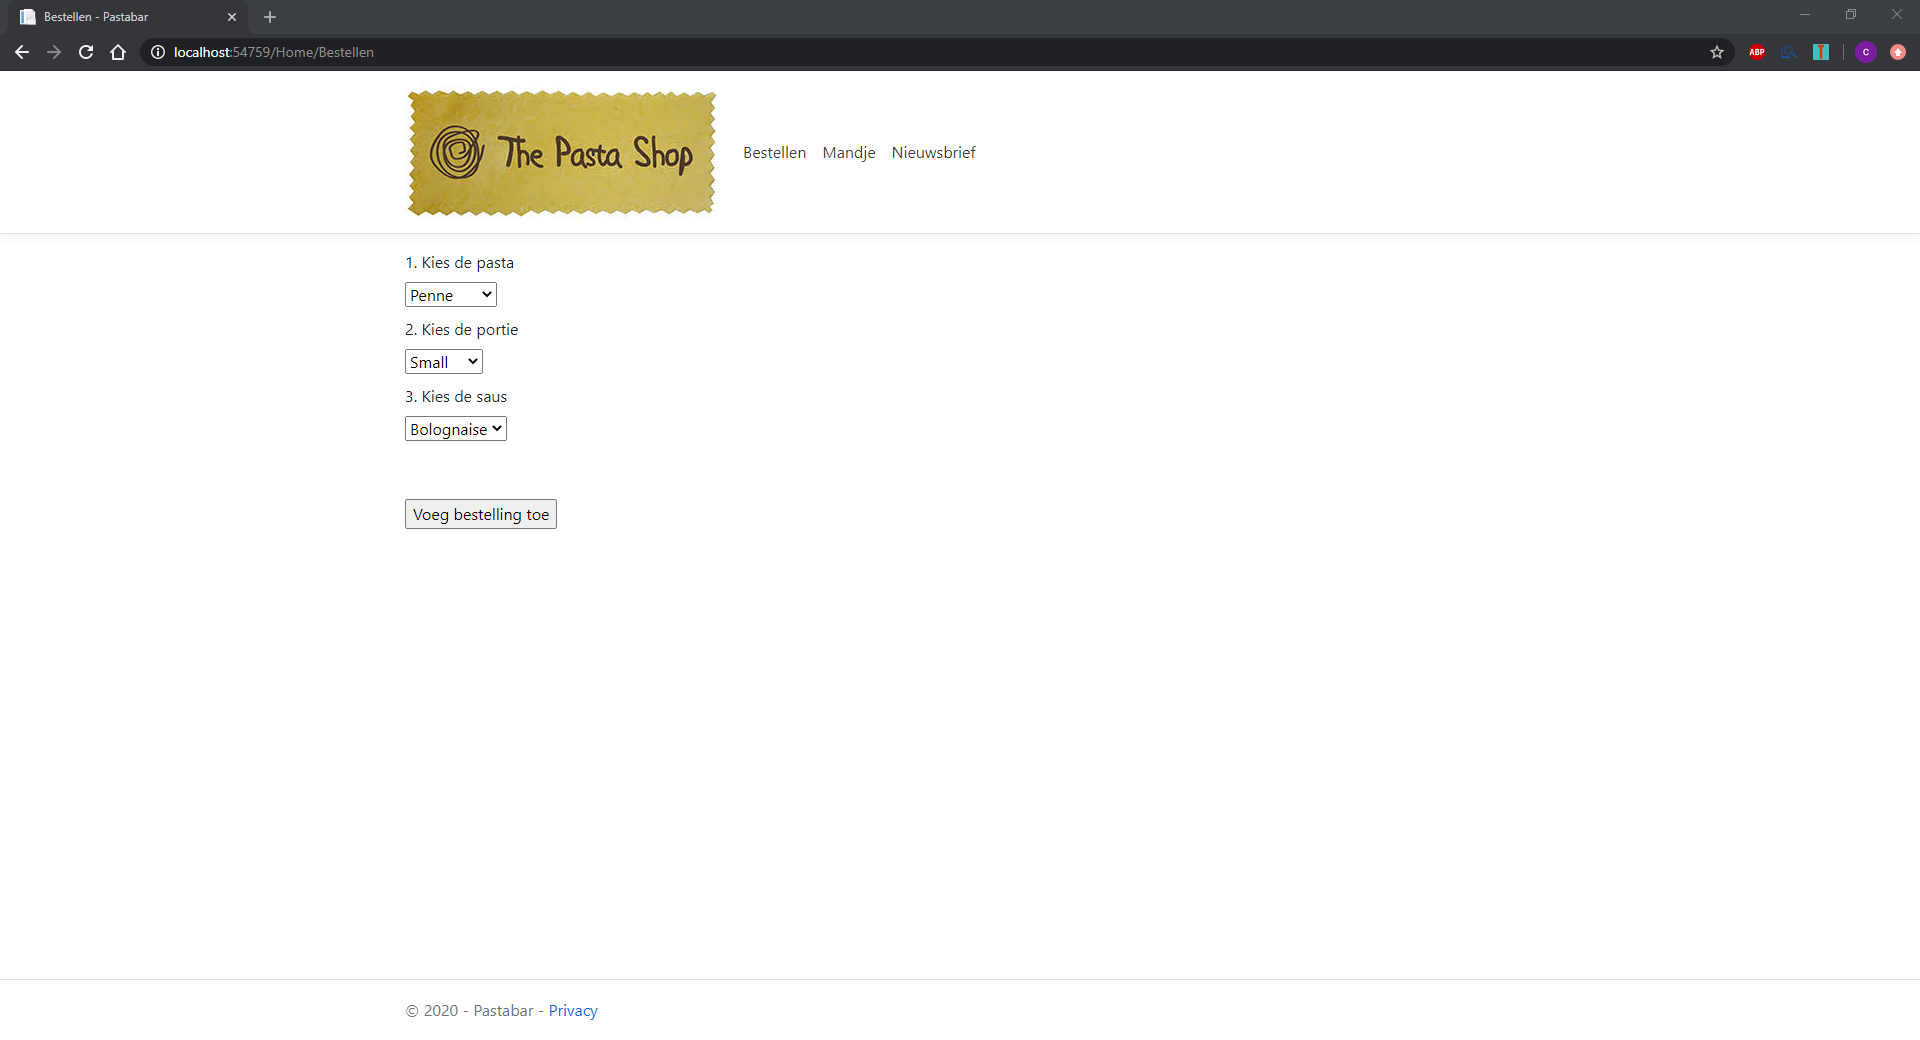 Bestellen - Pastabar
localhost:54759/Home/Bestellen
ABP
C
The Pasta Shop
Bestellen Mandje Nieuwsbrief
1. Kies de pasta
Penne
2. Kies de portie
Small
3. Kies de saus
Bolognaise
Voeg bestelling toe
© 2020 - Pastabar - Privacy